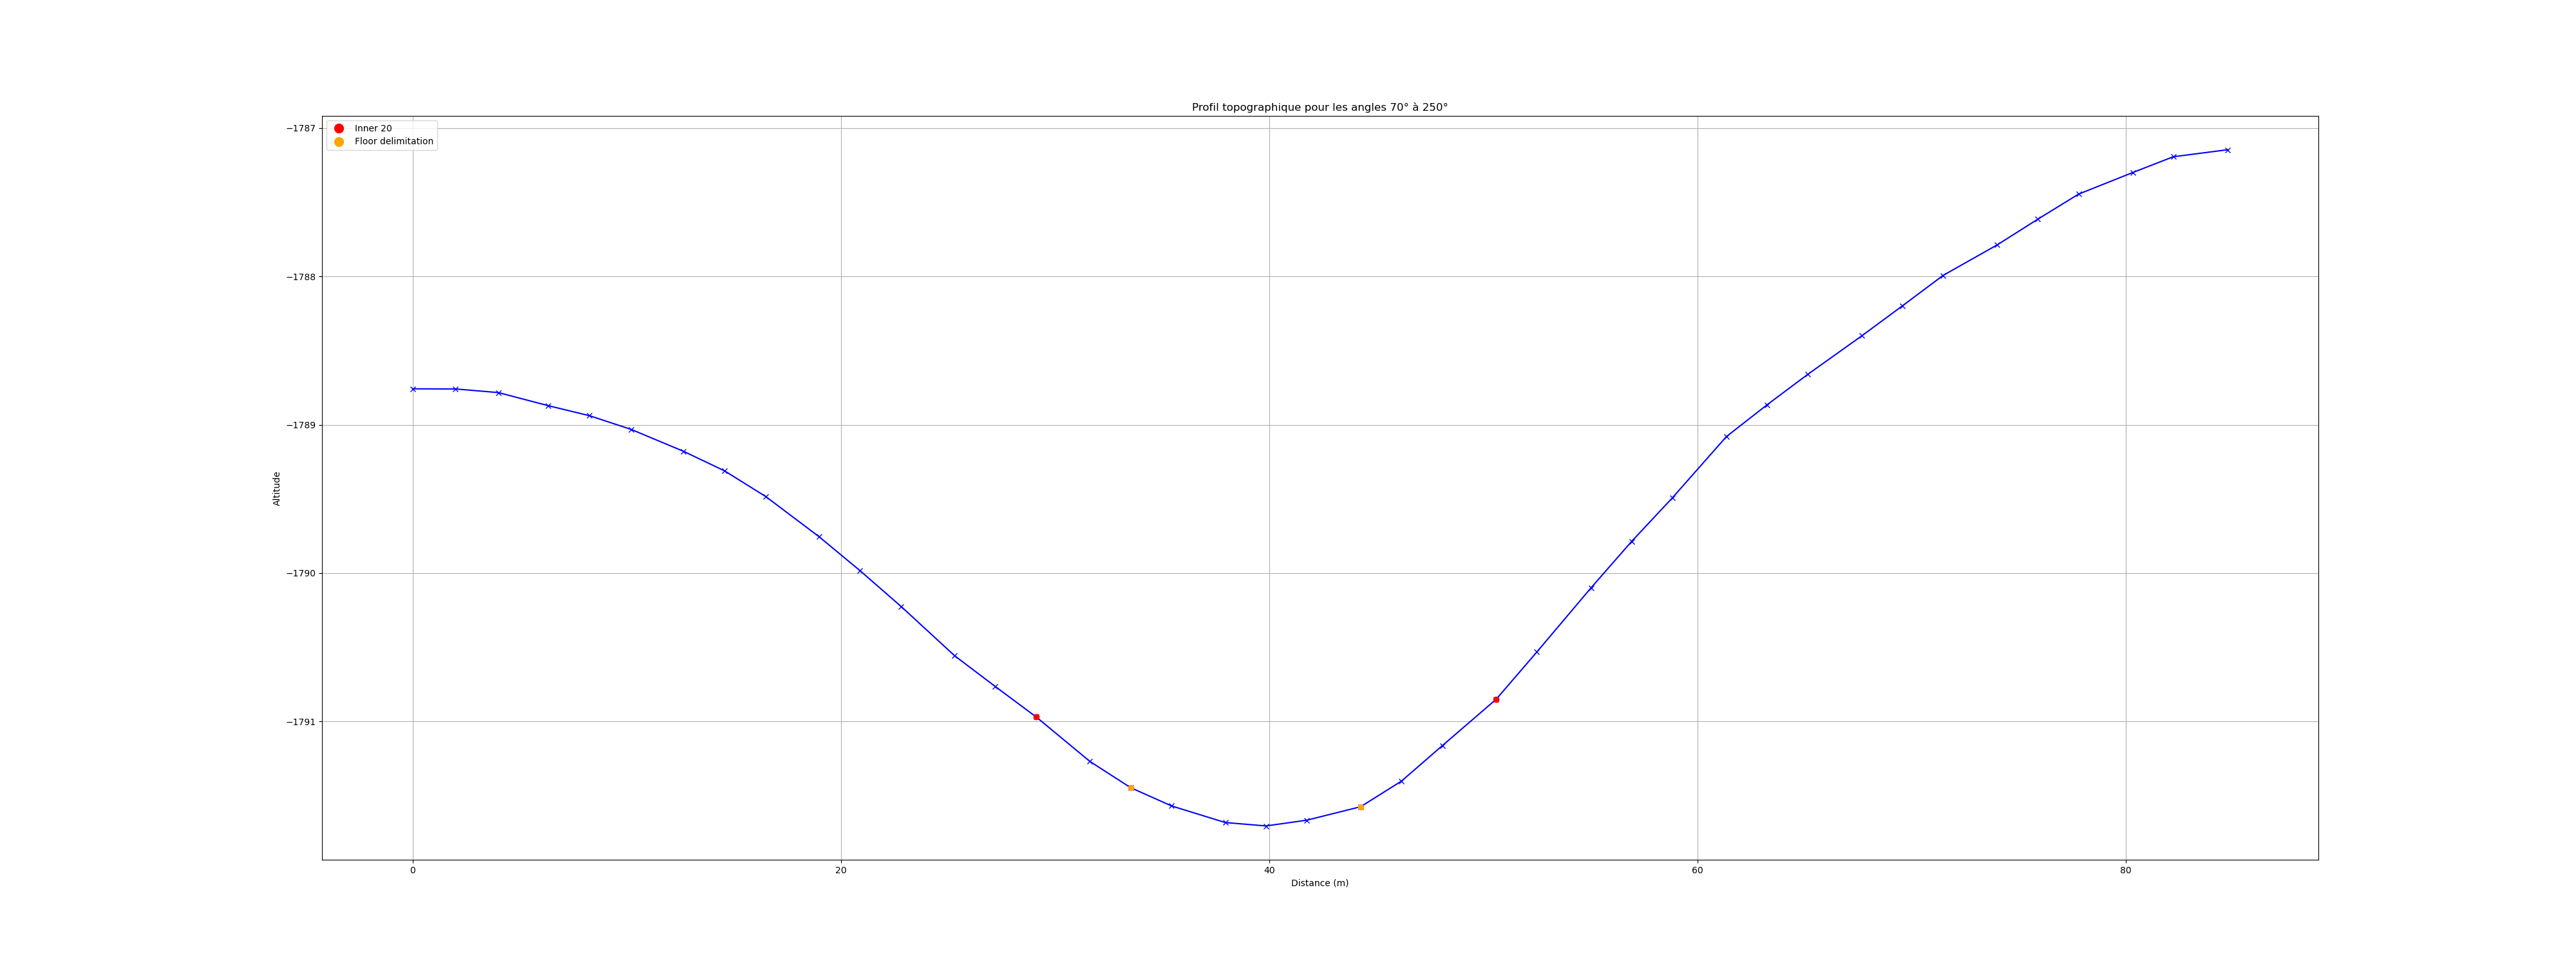 Profil topographique pour les angles 70° à 250°
Inner 20
Floor delimitation
−1787
−1788
−1789
−1790
−1791
Altitude
0 20 40 60 80
Distance (m)